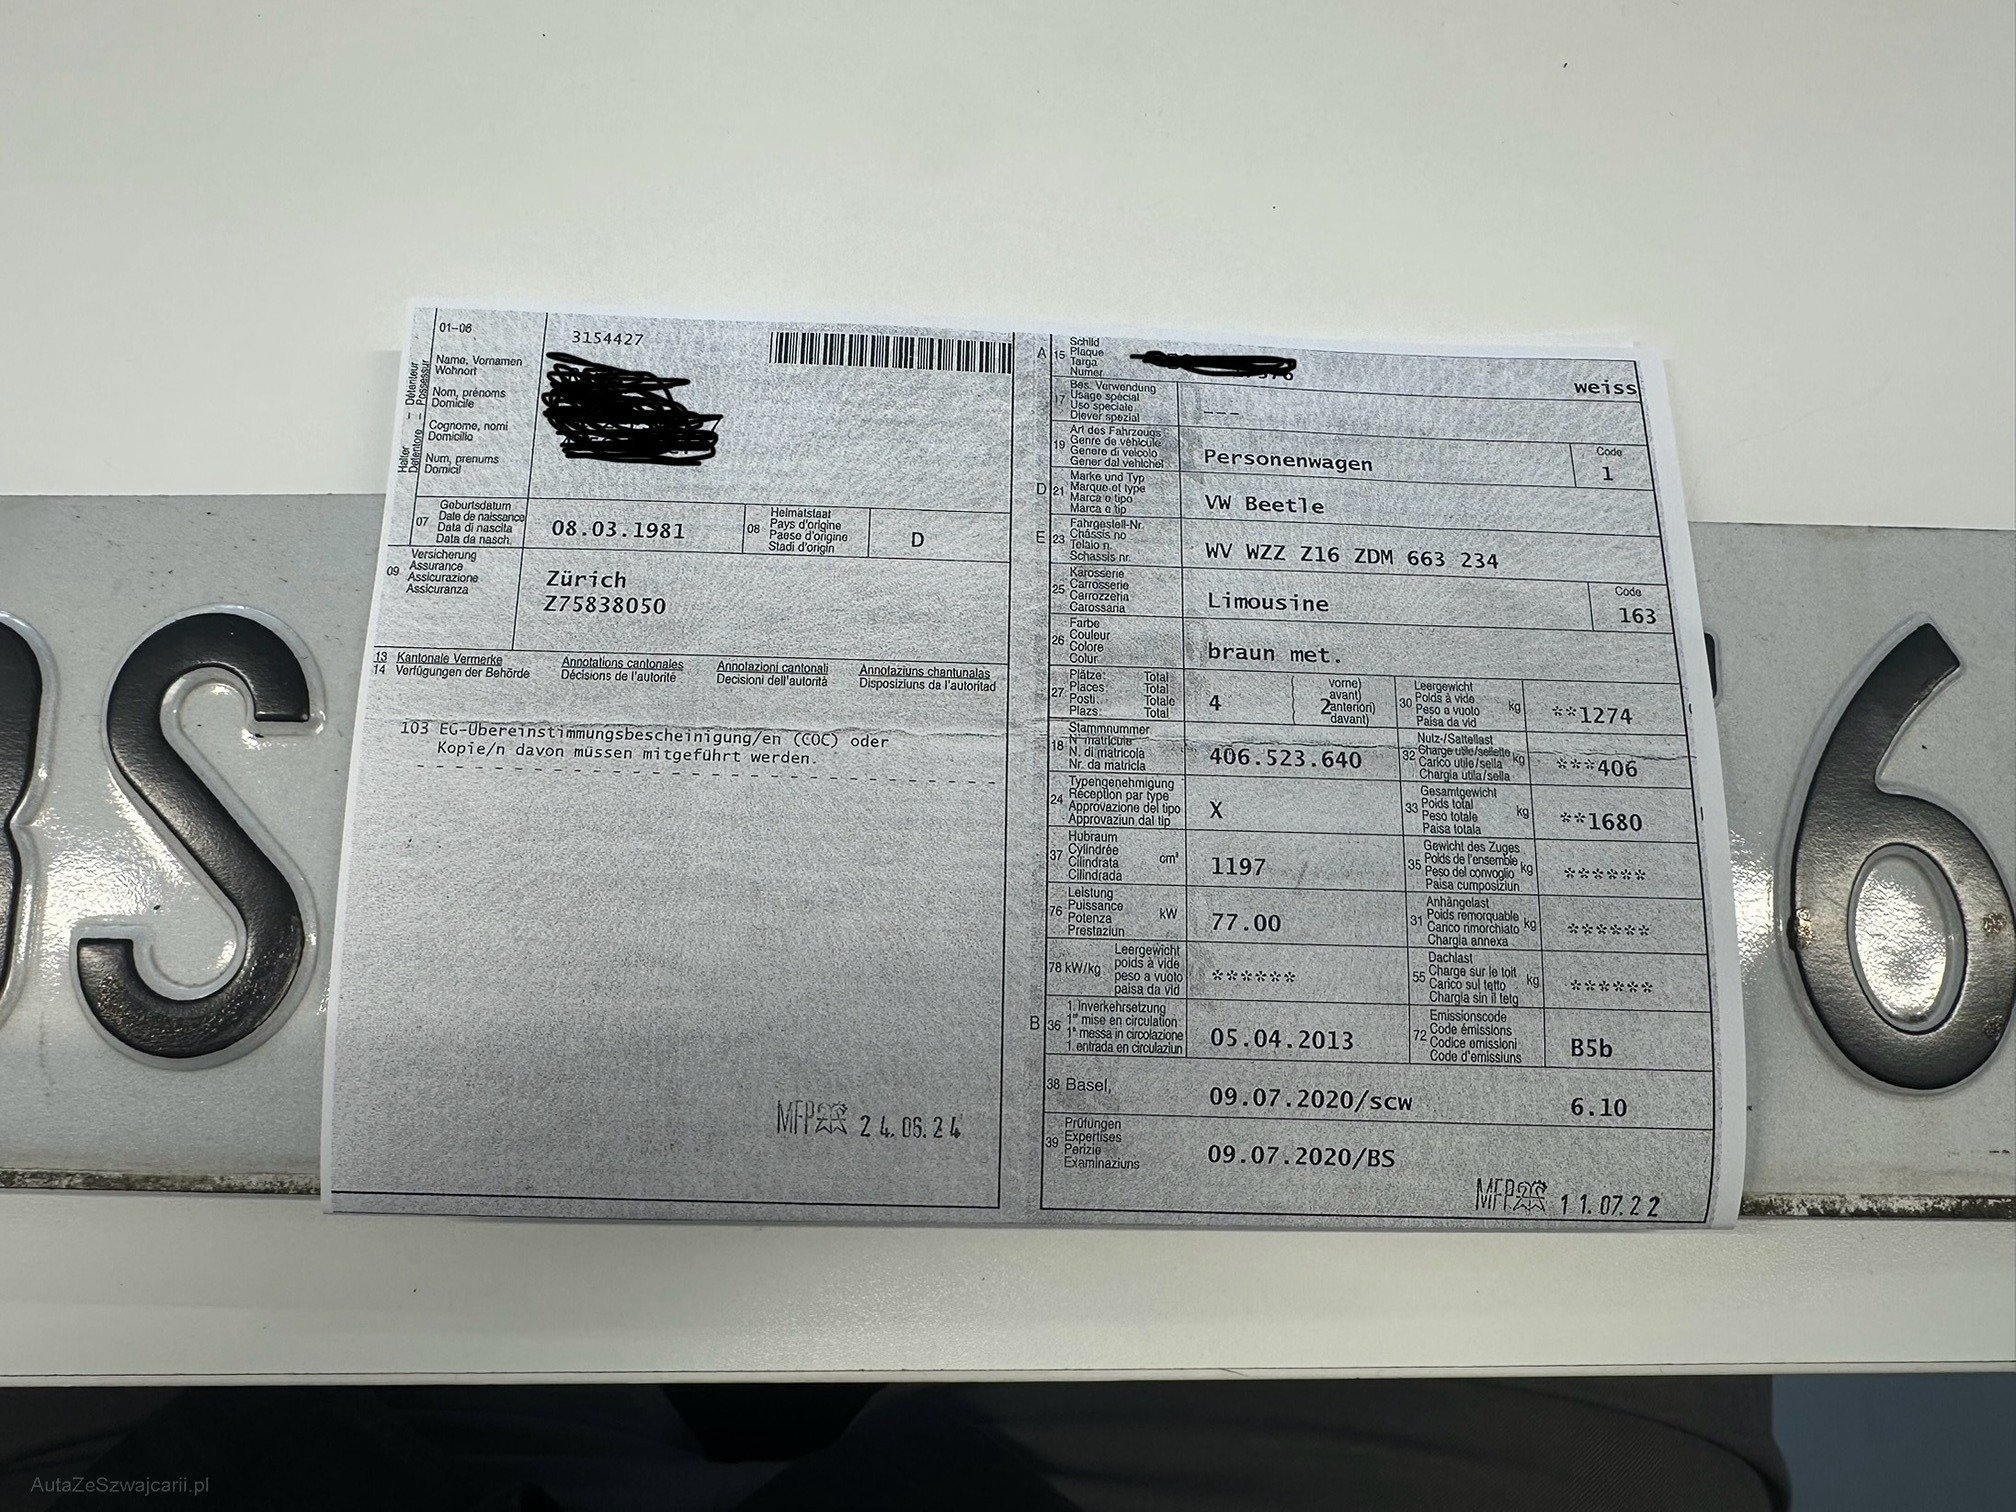 01-06
3154427
Halter - Détenteur
Detentore - Possessur
Name, Vornamen
Wohnort
Nom, prénoms
Domicile
Cognome, nomi
Domicilio
Num, prenums
Domicil
07
Geburtsdatum
Date de naissance
Data di nascita
Data da nasch.
08.03.1981
08
Heimatstaat
Pays d'origine
Paese d'origine
Stadi d'origin
D
09
Versicherung
Assurance
Assicurazione
Assicuranza
Zürich
Z75838050
13 Kantonale Vermerke Annotations cantonales Annotazioni cantonali Annotaziuns chantunalas
14 Verfügungen der Behörde Décisions de l'autorité Decisioni dell'autorità Disposiziuns da l'autoritad
103 EG-Übereinstimmungsbescheinigung/en (COC) oder
Kopie/n davon müssen mitgeführt werden.
MFP 24.06.24
A 15
Schild
Plaque
Targa
Numer
weiss
17
Bes. Verwendung
Usage spécial
Uso speciale
Diever spezial
---
19
Art des Fahrzeugs
Genre de véhicule
Genere di veicolo
Gener dal vehichel
Personenwagen
Code
1
D 21
Marke und Typ
Marque et type
Marca e tipo
Marca e tip
VW Beetle
E 23
Fahrgestell-Nr.
Châssis no
Telaio n.
Schassis nr.
WV WZZ Z16 ZDM 663 234
25
Karosserie
Carrosserie
Carrozzeria
Carossaria
Limousine
Code
163
26
Farbe
Couleur
Colore
Colur
braun met.
27
Plätze: Total
Places: Total
Posti: Totale
Plazs: Total
4
2
vorne)
avant)
anteriori)
davant)
30
Leergewicht
Poids à vide
Peso a vuoto
Paisa da vid
kg
**1274
18
Stammnummer
N° matricule
N. di matricola
Nr. da matricla
406.523.640
32
Nutz-/Sattellast
Charge utile/sellette
Carico utile/sella
Chargia utila/sella
kg
***406
24
Typengenehmigung
Réception par type
Approvazione del tipo
Approvaziun dal tip
X
33
Gesamtgewicht
Poids total
Peso totale
Paisa totala
kg
**1680
37
Hubraum
Cylindrée
Cilindrata
Cilindrada
cm³
1197
35
Gewicht des Zuges
Poids de l'ensemble
Peso del convoglio
Paisa cumposiziun
kg
******
76
Leistung
Puissance
Potenza
Prestaziun
kW
77.00
31
Anhängelast
Poids remorquable
Carico rimorchiato
Chargia annexa
kg
******
78 kW/kg
Leergewicht
poids à vide
peso a vuoto
paisa da vid
******
55
Dachlast
Charge sur le toit
Carico sul tetto
Chargia sin il tetg
kg
******
B 36
1. Inverkehrsetzung
1re mise en circulation
1a messa in circolazione
1. entrada en circulaziun
05.04.2013
72
Emissionscode
Code émissions
Codice emissioni
Code d'emissiuns
B5b
38 Basel,
09.07.2020/scw
6.10
39
Prüfungen
Expertises
Perizie
Examinaziuns
09.07.2020/BS
MFP 11.07.22
S
6
AutaZeSzwajcarii.pl